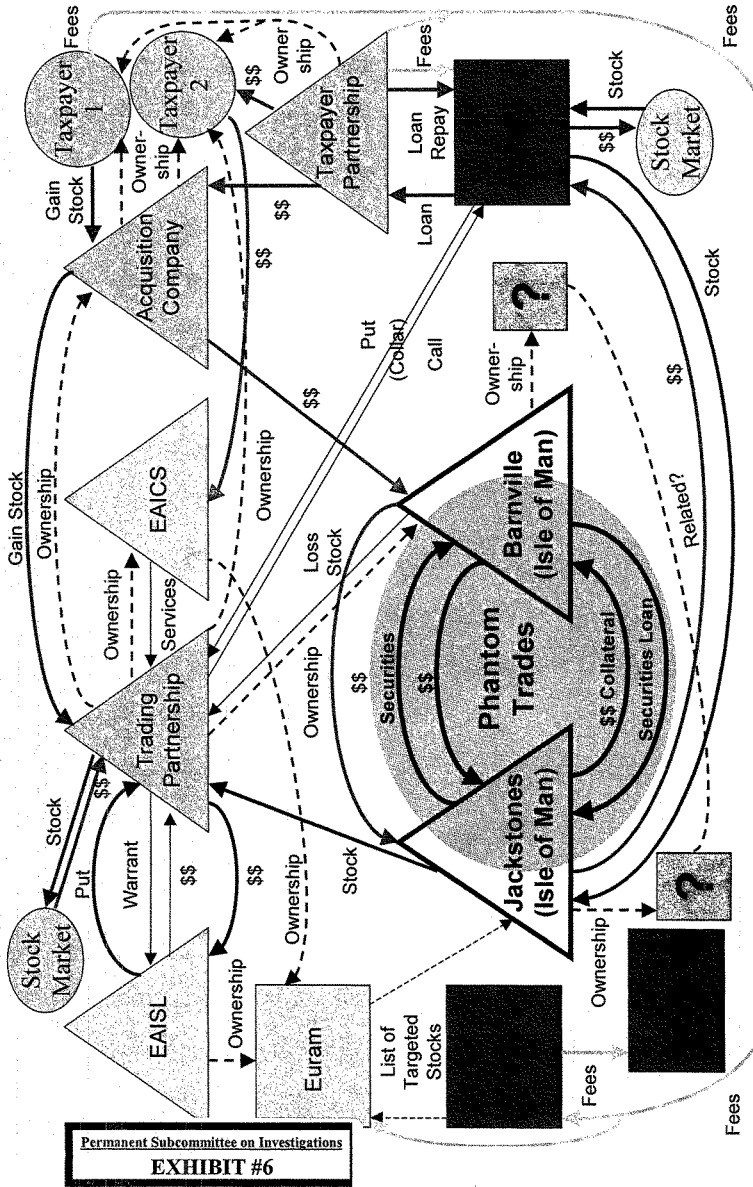 Permanent Subcommittee on Investigations
EXHIBIT #6
EAISL
Stock
Market
Stock
$$
Put
Warrant
$$
$$
Trading
Partnership
Gain Stock
Ownership
Ownership
Services
EAICS
Acquisition
Company
Gain
Stock
Owner-
ship
Taxpayer
1
Taxpayer
2
Fees
$$
$$
$$
Owner
ship
Taxpayer
Partnership
Fees
Fees
Loan
Loan
Repay
Stock
$$
Stock
Market
Put
(Collar)
Call
Ownership
Loss
Stock
$$
Ownership
Ownership
Euram
Stock
List of
Targeted
Stocks
Fees
Fees
Ownership
$$
Securities
$$
Phantom
Trades
Jackstones
(Isle of Man)
Barnville
(Isle of Man)
$$ Collateral
Securities Loan
Owner-
ship
?
Ownership
?
Related?
$$
Stock